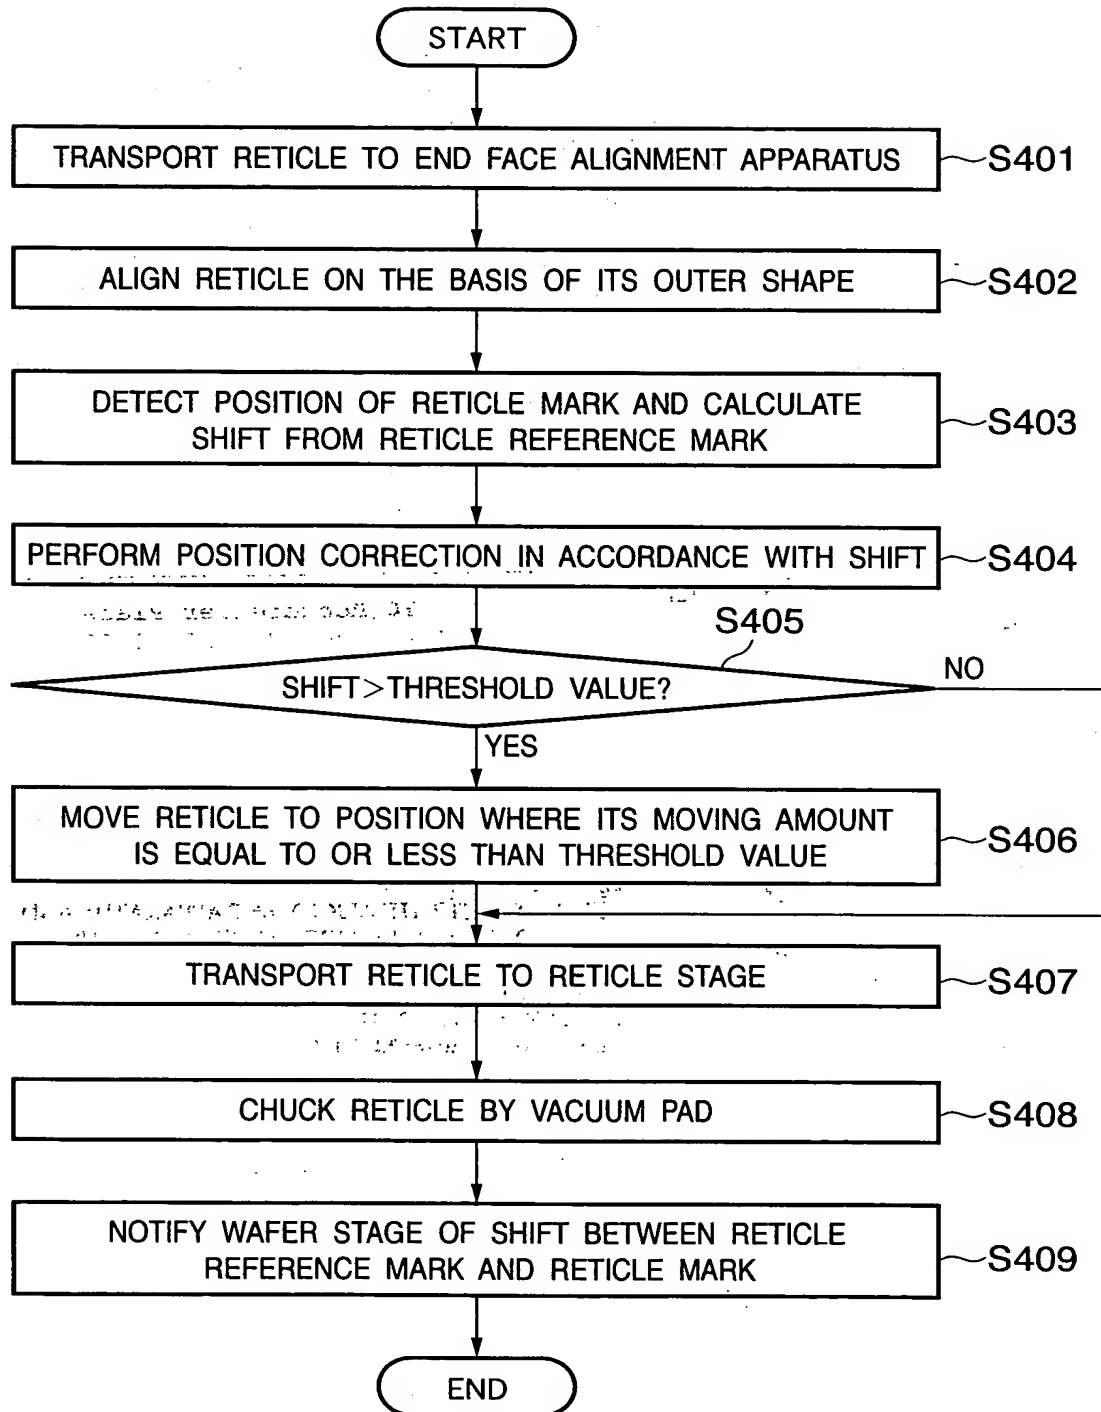 START
TRANSPORT RETICLE TO END FACE ALIGNMENT APPARATUS
S401
ALIGN RETICLE ON THE BASIS OF ITS OUTER SHAPE
S402
DETECT POSITION OF RETICLE MARK AND CALCULATE
SHIFT FROM RETICLE REFERENCE MARK
S403
PERFORM POSITION CORRECTION IN ACCORDANCE WITH SHIFT
S404
S405
SHIFT>THRESHOLD VALUE?
NO
YES
MOVE RETICLE TO POSITION WHERE ITS MOVING AMOUNT
IS EQUAL TO OR LESS THAN THRESHOLD VALUE
S406
TRANSPORT RETICLE TO RETICLE STAGE
S407
CHUCK RETICLE BY VACUUM PAD
S408
NOTIFY WAFER STAGE OF SHIFT BETWEEN RETICLE
REFERENCE MARK AND RETICLE MARK
S409
END